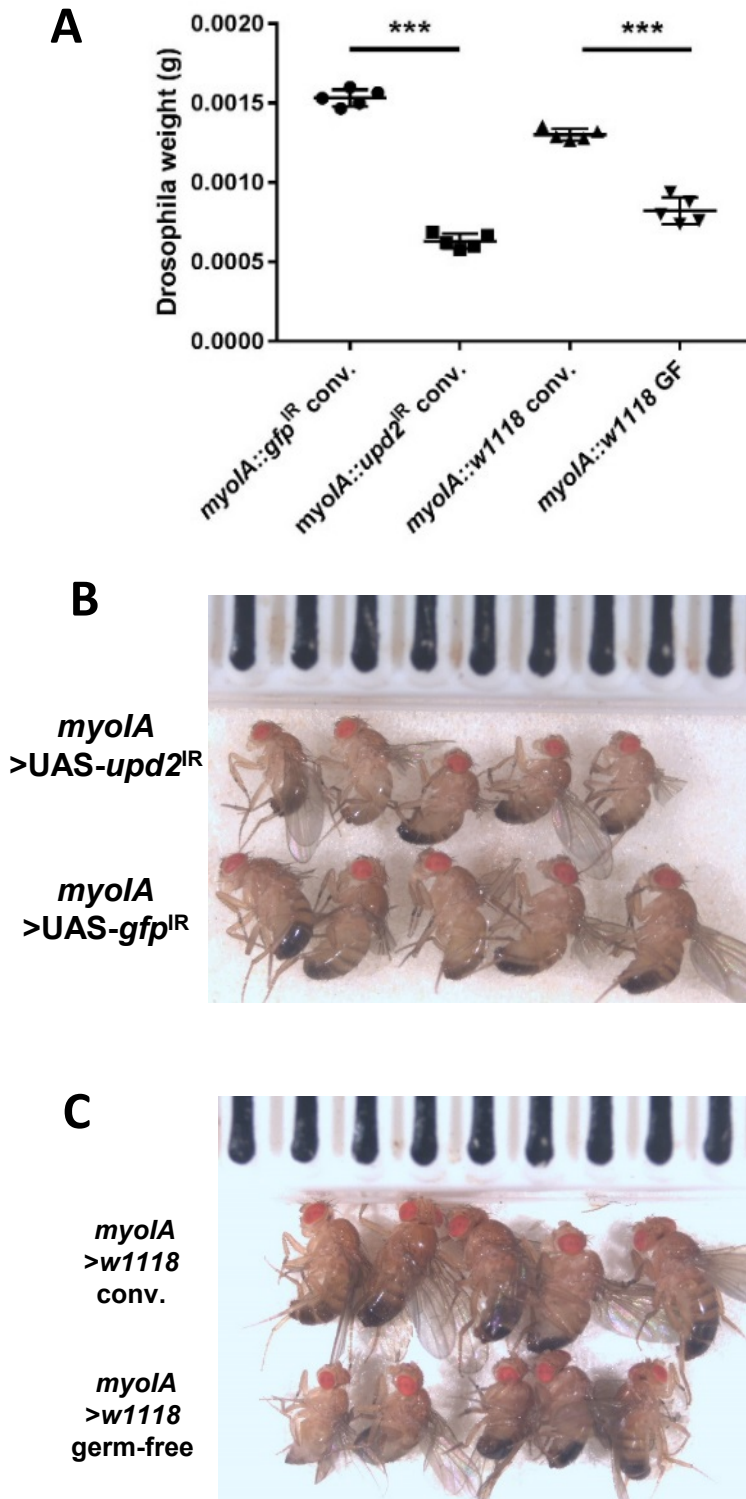 A
Drosophila weight (g)
0.0020
0.0015
0.0010
0.0005
0.0000
***
***
myoIA::gfpIR conv.
myoIA::upd2IR conv.
myoIA::w1118 conv.
myoIA::w1118 GF
B
myoIA
>UAS-upd2IR
myoIA
>UAS-gfpIR
C
myoIA
>w1118
conv.
myoIA
>w1118
germ-free